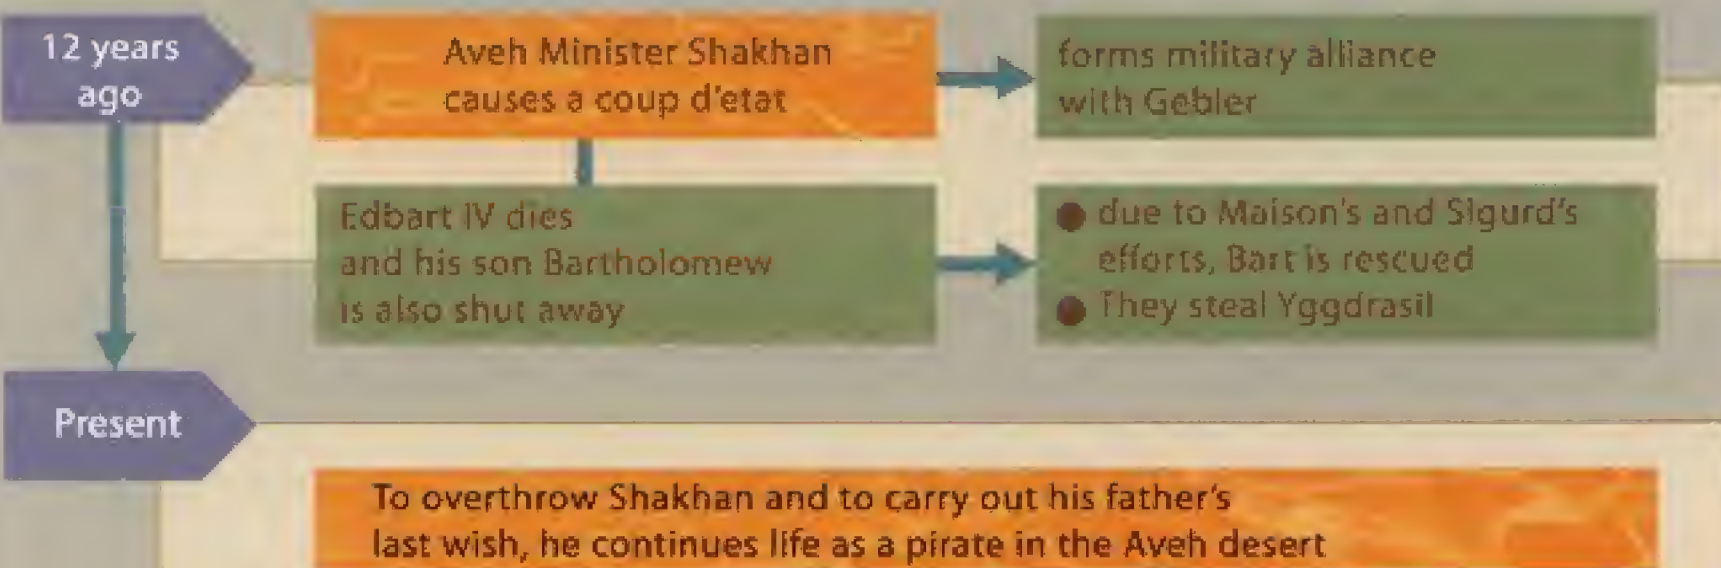 12 years
ago
Aveh Minister Shakhan
causes a coup d'etat
forms military alliance
with Gebler
Edbart IV dies
and his son Bartholomew
is also shut away
● due to Maison's and Sigurd's
efforts, Bart is rescued
● They steal Yggdrasil
Present
To overthrow Shakhan and to carry out his father's
last wish, he continues life as a pirate in the Aveh desert